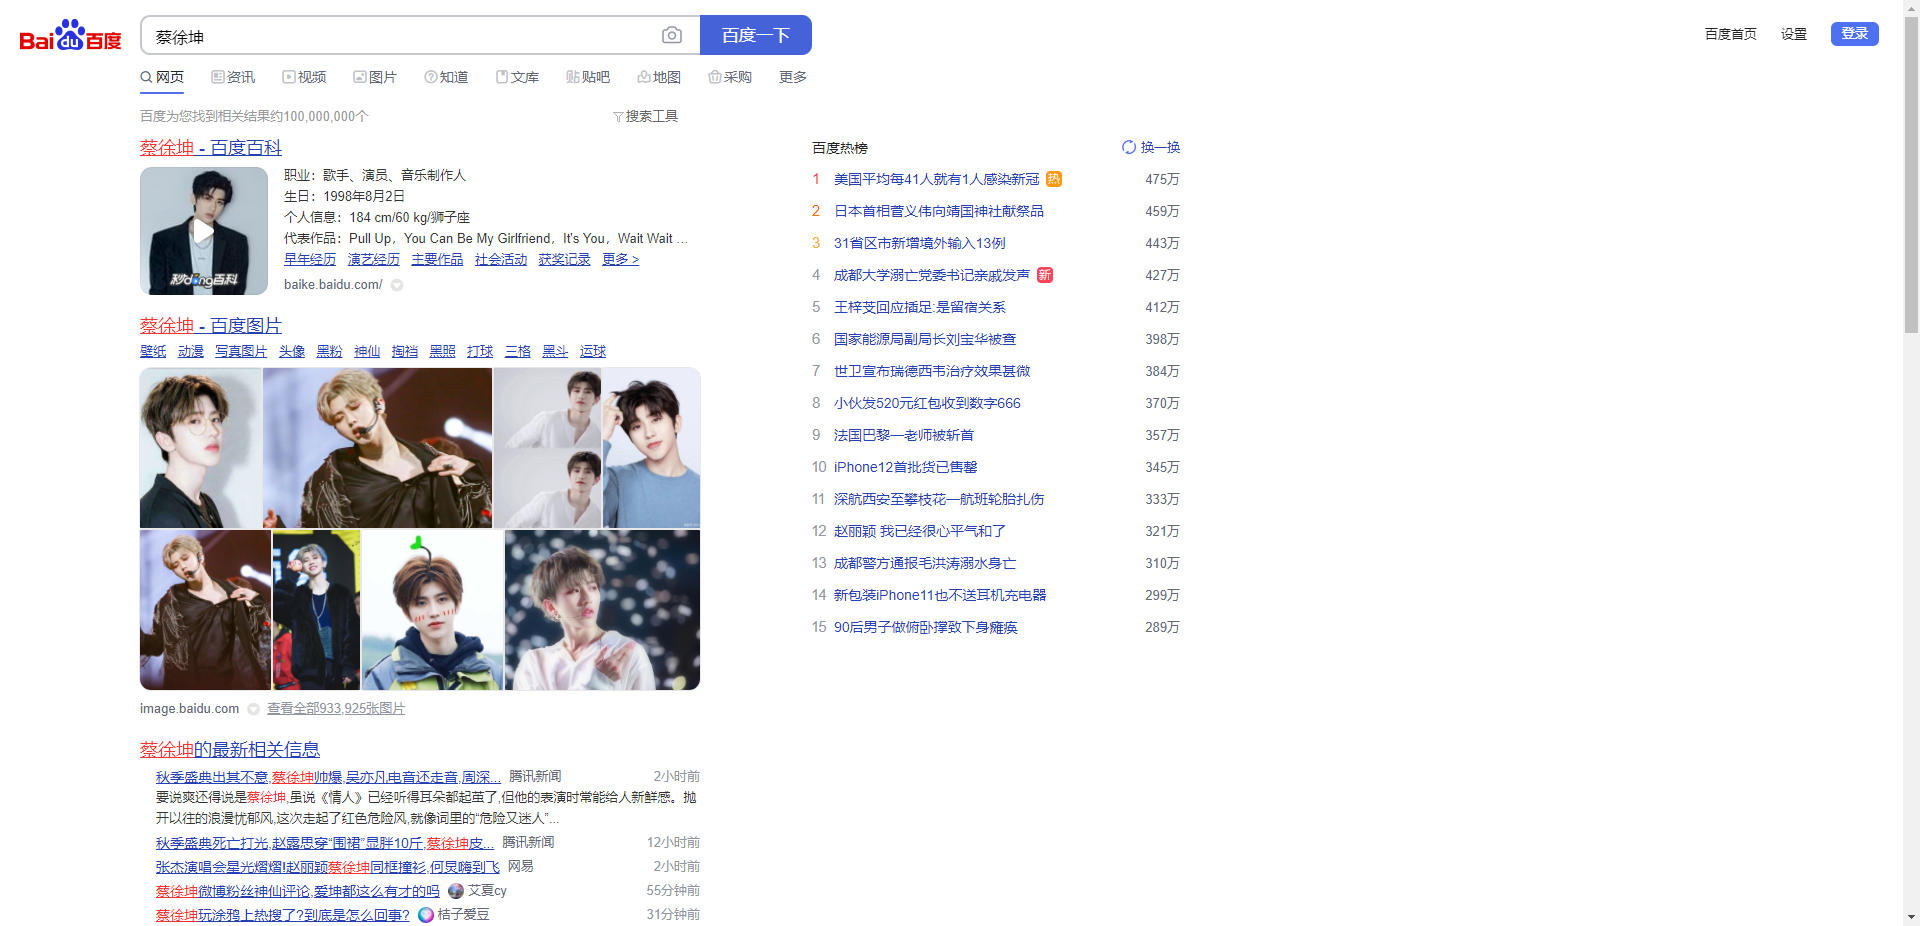 Bai du 百度
蔡徐坤
百度一下
百度首页 设置 登录
网页 资讯 视频 图片 知道 文库 贴吧 地图 采购 更多
百度为您找到相关结果约100,000,000个
搜索工具
蔡徐坤 - 百度百科
职业：歌手、演员、音乐制作人
生日：1998年8月2日
个人信息：184 cm/60 kg/狮子座
代表作品：Pull Up，You Can Be My Girlfriend，It's You，Wait Wait ...
早年经历 演艺经历 主要作品 社会活动 获奖记录 更多 >
秒dong百科
baike.baidu.com/
蔡徐坤 - 百度图片
壁纸 动漫 写真图片 头像 黑粉 神仙 掏裆 黑照 打球 三格 黑斗 运球
image.baidu.com 查看全部933,925张图片
蔡徐坤的最新相关信息
秋季盛典出其不意,蔡徐坤帅爆,吴亦凡电音还走音,周深... 腾讯新闻 2小时前
要说爽还得说是蔡徐坤,虽说《情人》已经听得耳朵都起茧了,但他的表演时常能给人新鲜感。抛
开以往的浪漫忧郁风,这次走起了红色危险风,就像词里的“危险又迷人”...
秋季盛典死亡打光,赵露思穿“围裙”显胖10斤,蔡徐坤皮... 腾讯新闻 12小时前
张杰演唱会星光熠熠!赵丽颖蔡徐坤同框撞衫,何炅嗨到飞 网易 2小时前
蔡徐坤微博粉丝神仙评论,爱坤都这么有才的吗 艾夏cy 55分钟前
蔡徐坤玩涂鸦上热搜了?到底是怎么回事? 桔子爱豆 31分钟前
百度热榜 换一换
1 美国平均每41人就有1人感染新冠 热 475万
2 日本首相菅义伟向靖国神社献祭品 459万
3 31省区市新增境外输入13例 443万
4 成都大学溺亡党委书记亲戚发声 新 427万
5 王梓芠回应插足:是留宿关系 412万
6 国家能源局副局长刘宝华被查 398万
7 世卫宣布瑞德西韦治疗效果甚微 384万
8 小伙发520元红包收到数字666 370万
9 法国巴黎一老师被斩首 357万
10 iPhone12首批货已售罄 345万
11 深航西安至攀枝花一航班轮胎扎伤 333万
12 赵丽颖 我已经很心平气和了 321万
13 成都警方通报毛洪涛溺水身亡 310万
14 新包装iPhone11也不送耳机充电器 299万
15 90后男子做俯卧撑致下身瘫痪 289万